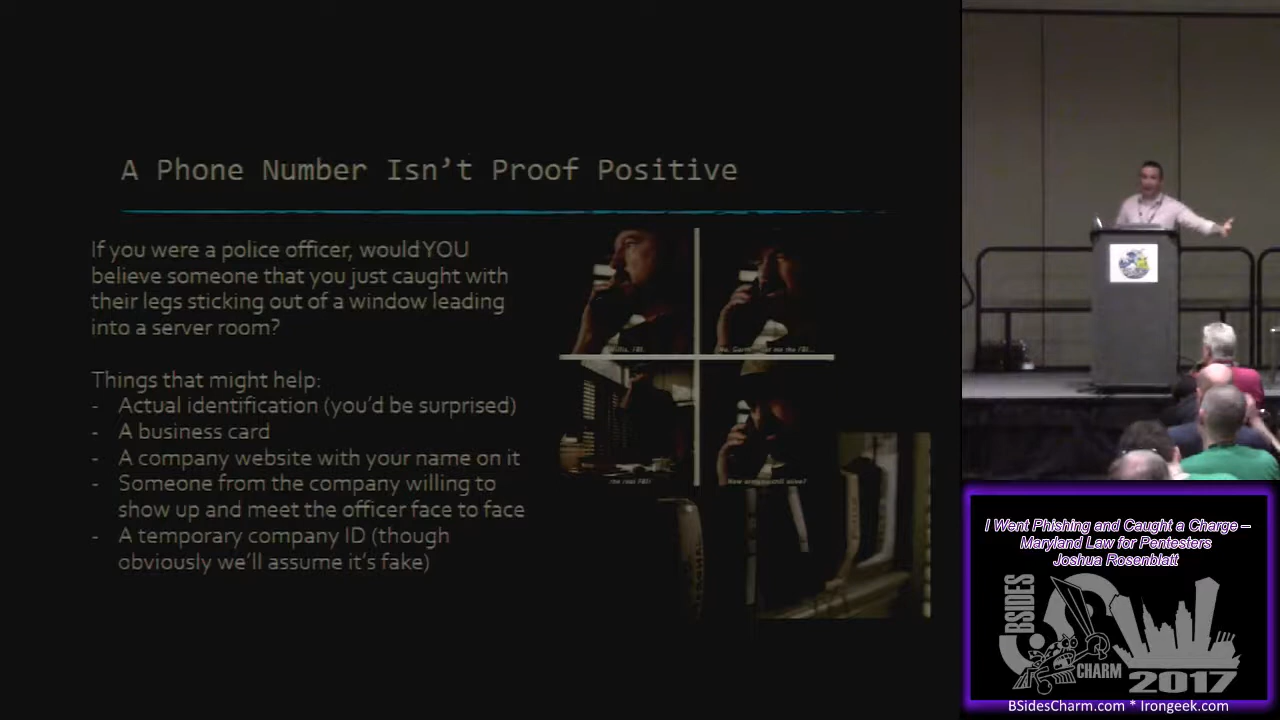 A Phone Number Isn't Proof Positive
If you were a police officer, would YOU
believe someone that you just caught with
their legs sticking out of a window leading
into a server room?
Things that might help:
- Actual identification (you'd be surprised)
- A business card
- A company website with your name on it
- Someone from the company willing to
show up and meet the officer face to face
- A temporary company ID (though
obviously we'll assume it's fake)
the real FBI?
I Went Phishing and Caught a Charge –
Maryland Law for Pentesters
Joshua Rosenblatt
BSIDES
CHARM
2017
BSidesCharm.com * Irongeek.com